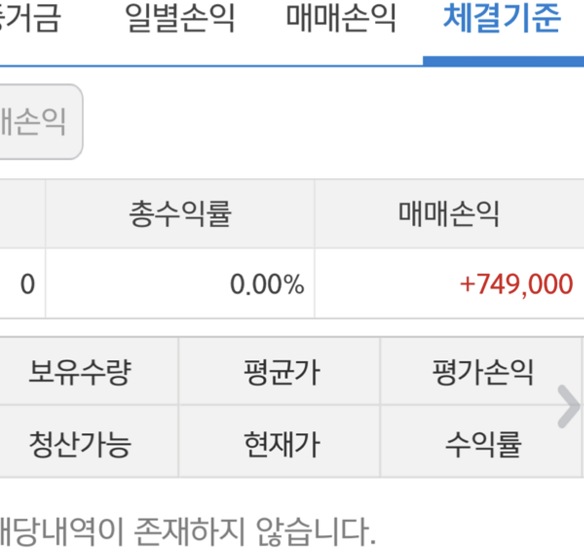 증거금 일별손익 매매손익 체결기준
매손익
총수익률 매매손익
0 0.00% +749,000
보유수량 평균가 평가손익
청산가능 현재가 수익률
해당내역이 존재하지 않습니다.